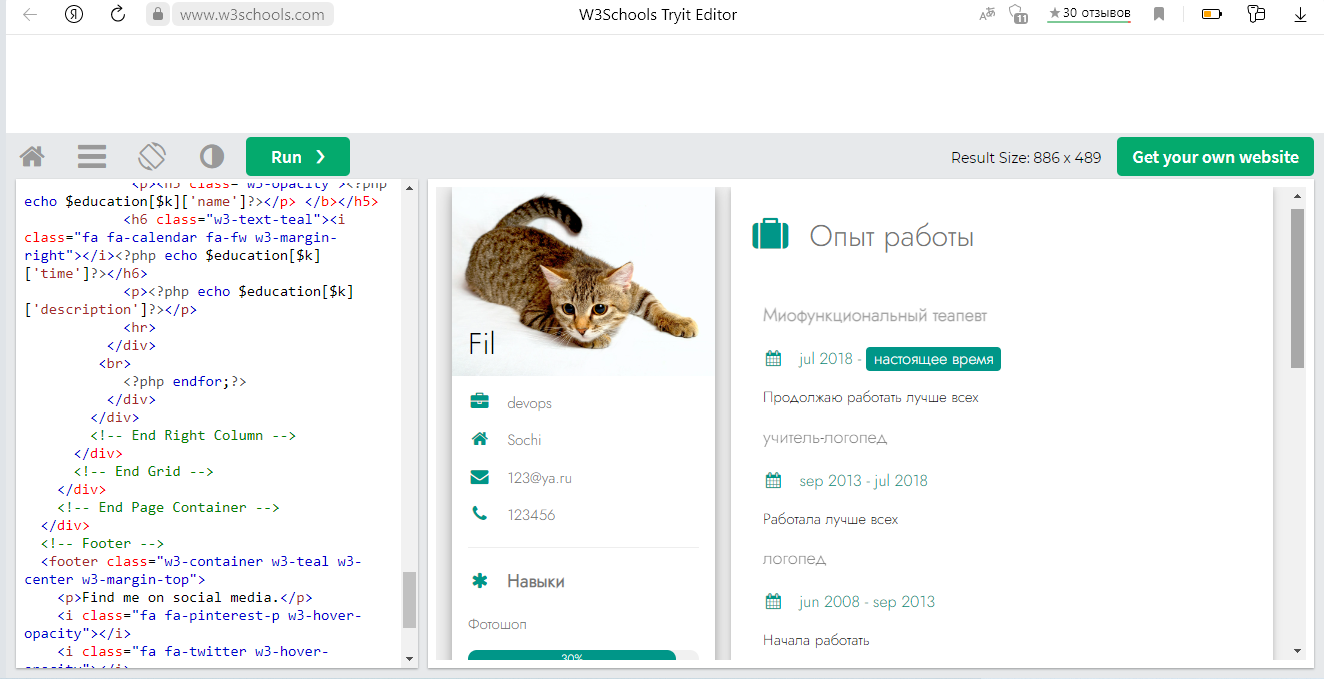 www.w3schools.com
W3Schools Tryit Editor
11
★ 30 отзывов
Run ❯
Result Size: 886 x 489
Get your own website
<p><h5 class="w3-opacity"><?php
echo $education[$k]['name']?></p> </b></h5>
<h6 class="w3-text-teal"><i
class="fa fa-calendar fa-fw w3-margin-
right"></i><?php echo $education[$k]
['time']?></h6>
<p><?php echo $education[$k]
['description']?></p>
<hr>
</div>
<br>
<?php endfor;?>
</div>
</div>
<!-- End Right Column -->
</div>
<!-- End Grid -->
</div>
<!-- End Page Container -->
</div>
<!-- Footer -->
<footer class="w3-container w3-teal w3-
center w3-margin-top">
<p>Find me on social media.</p>
<i class="fa fa-pinterest-p w3-hover-
opacity"></i>
<i class="fa fa-twitter w3-hover-
opacity"></i>
Fil
devops
Sochi
123@ya.ru
123456
Навыки
Фотошоп
30%
Опыт работы
Миофункциональный теапевт
jul 2018 - настоящее время
Продолжаю работать лучше всех
учитель-логопед
sep 2013 - jul 2018
Работала лучше всех
логопед
jun 2008 - sep 2013
Начала работать